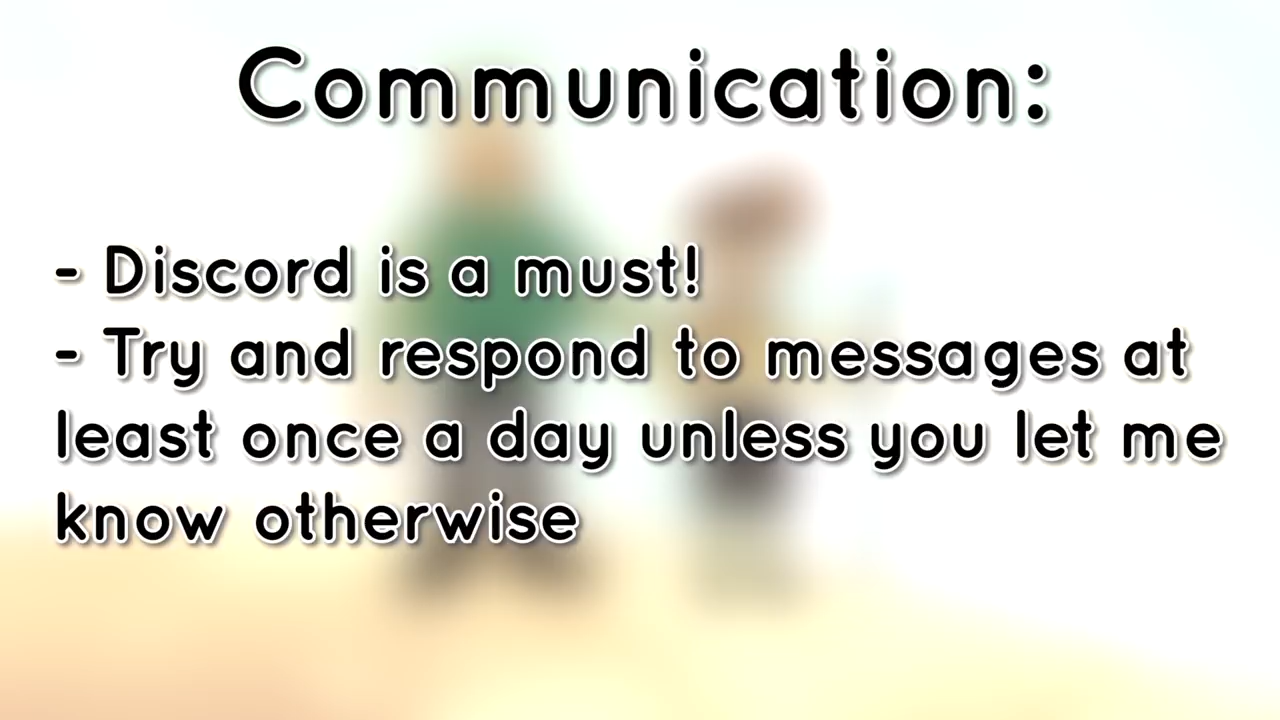 Communication:
- Discord is a must!
- Try and respond to messages at
least once a day unless you let me
know otherwise